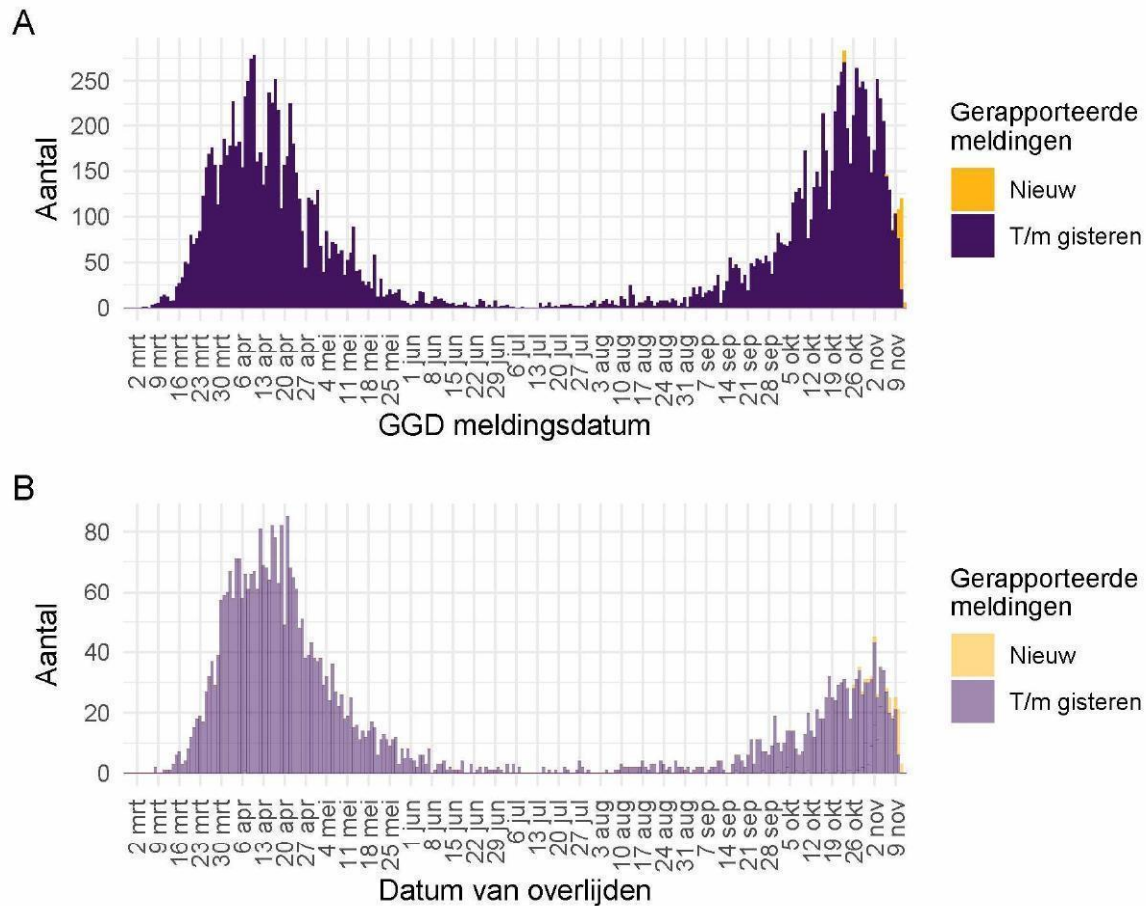 A
250
200
150
100
50
0
Aantal
2 mrt
9 mrt
16 mrt
23 mrt
30 mrt
6 apr
13 apr
20 apr
27 apr
4 mei
11 mei
18 mei
25 mei
1 jun
8 jun
15 jun
22 jun
29 jun
6 jul
13 jul
20 jul
27 jul
3 aug
10 aug
17 aug
24 aug
31 aug
7 sep
14 sep
21 sep
28 sep
5 okt
12 okt
19 okt
26 okt
2 nov
9 nov
GGD meldingsdatum
Gerapporteerde
meldingen
Nieuw
T/m gisteren
B
80
60
40
20
0
Aantal
2 mrt
9 mrt
16 mrt
23 mrt
30 mrt
6 apr
13 apr
20 apr
27 apr
4 mei
11 mei
18 mei
25 mei
1 jun
8 jun
15 jun
22 jun
29 jun
6 jul
13 jul
20 jul
27 jul
3 aug
10 aug
17 aug
24 aug
31 aug
7 sep
14 sep
21 sep
28 sep
5 okt
12 okt
19 okt
26 okt
2 nov
9 nov
Datum van overlijden
Gerapporteerde
meldingen
Nieuw
T/m gisteren